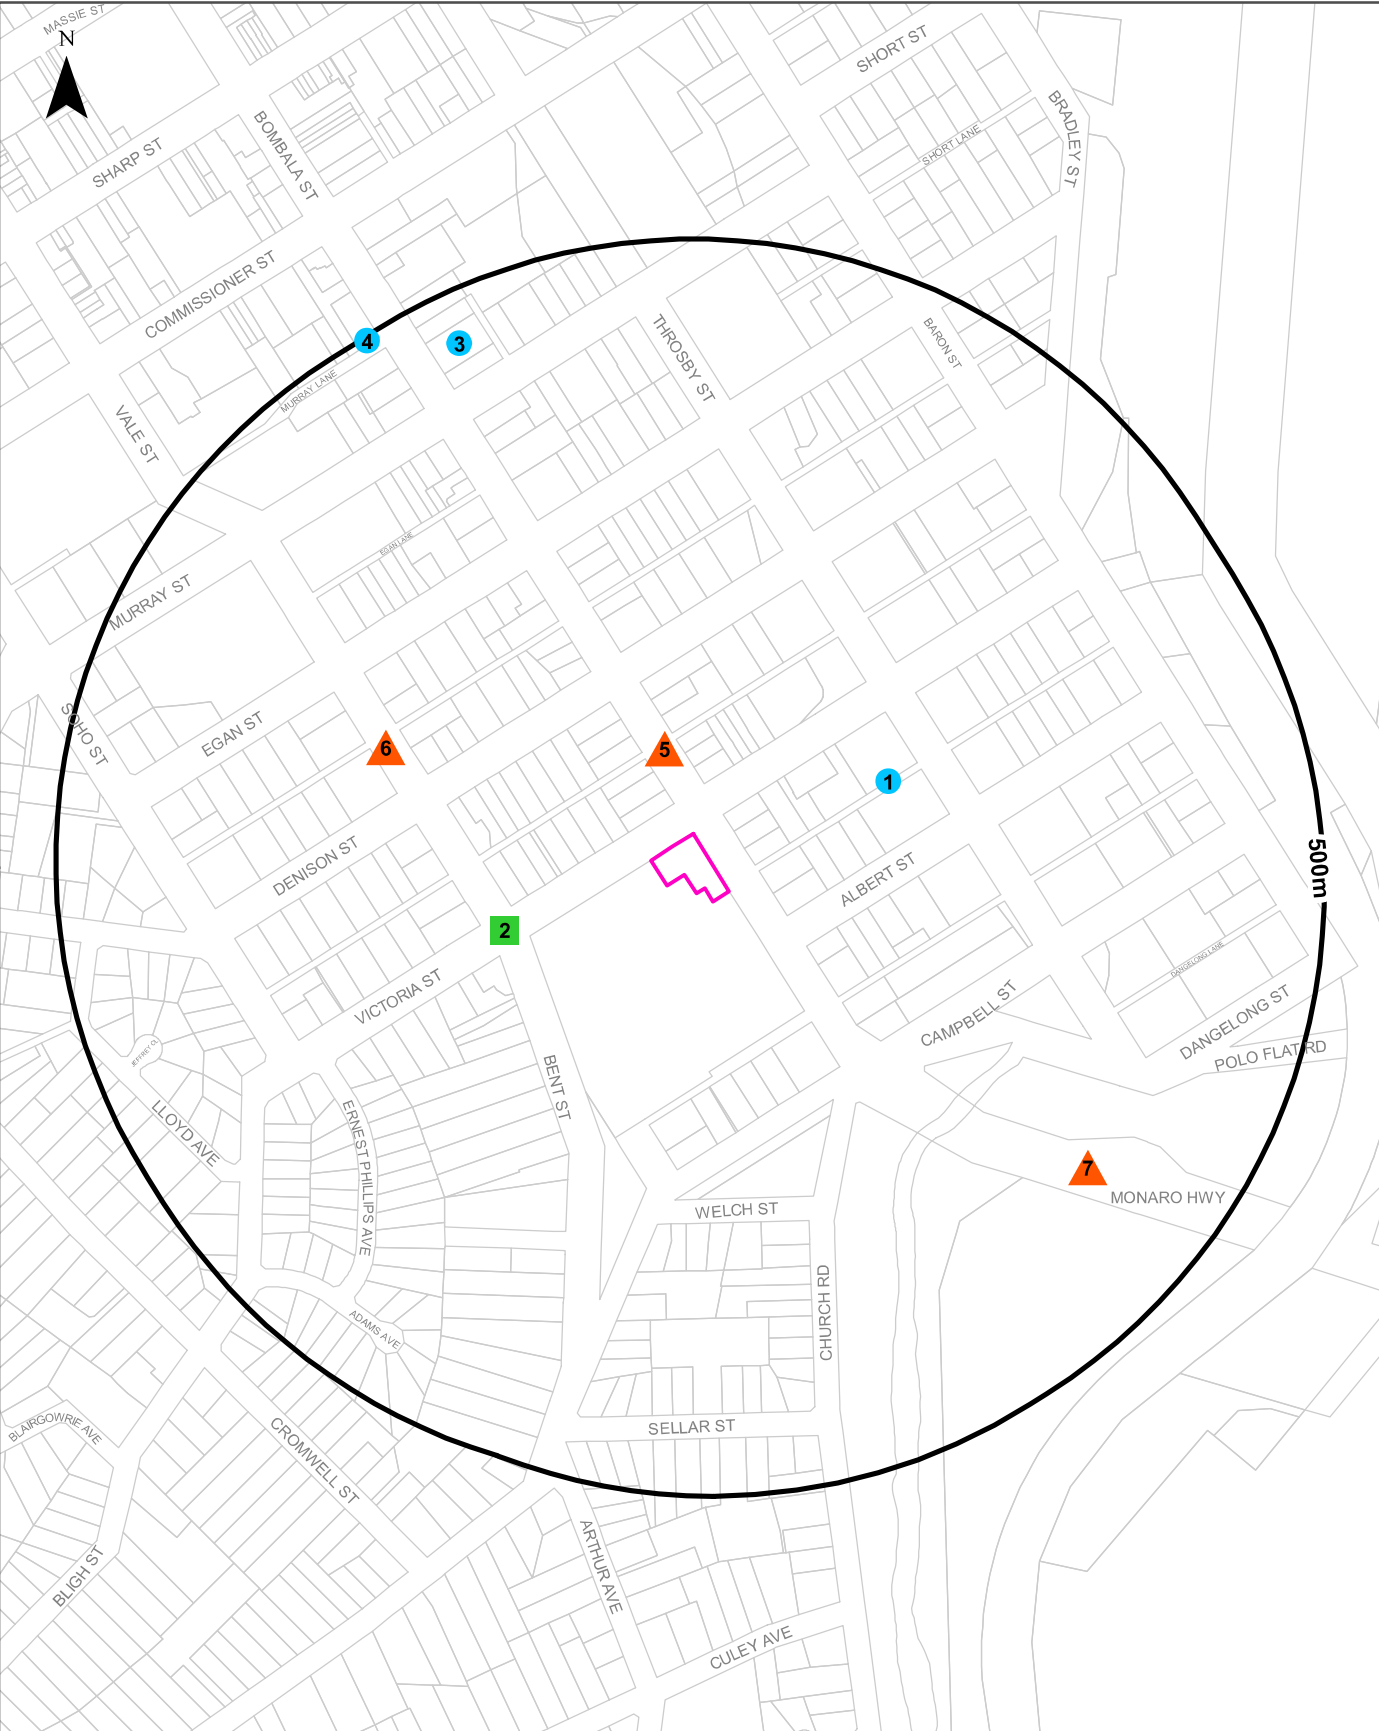 MASSIE ST
N
SHORT ST
BRADLEY ST
BOMBALA ST
SHORT LANE
SHARP ST
COMMISSIONER ST
THROSBY ST
BARON ST
4
3
MURRAY LANE
VALE ST
EGAN LANE
MURRAY ST
SOHO ST
EGAN ST
6
5
1
DENISON ST
ALBERT ST
500m
2
VICTORIA ST
DANGELONG LANE
CAMPBELL ST
DANGELONG ST
POLO FLAT RD
JEFFREY CL
BENT ST
LLOYD AVE
ERNEST PHILLIPS AVE
7
MONARO HWY
WELCH ST
CHURCH RD
ADAMS AVE
BLAIRGOWRIE AVE
SELLAR ST
CROMWELL ST
ARTHUR AVE
BLIGH ST
CULEY AVE